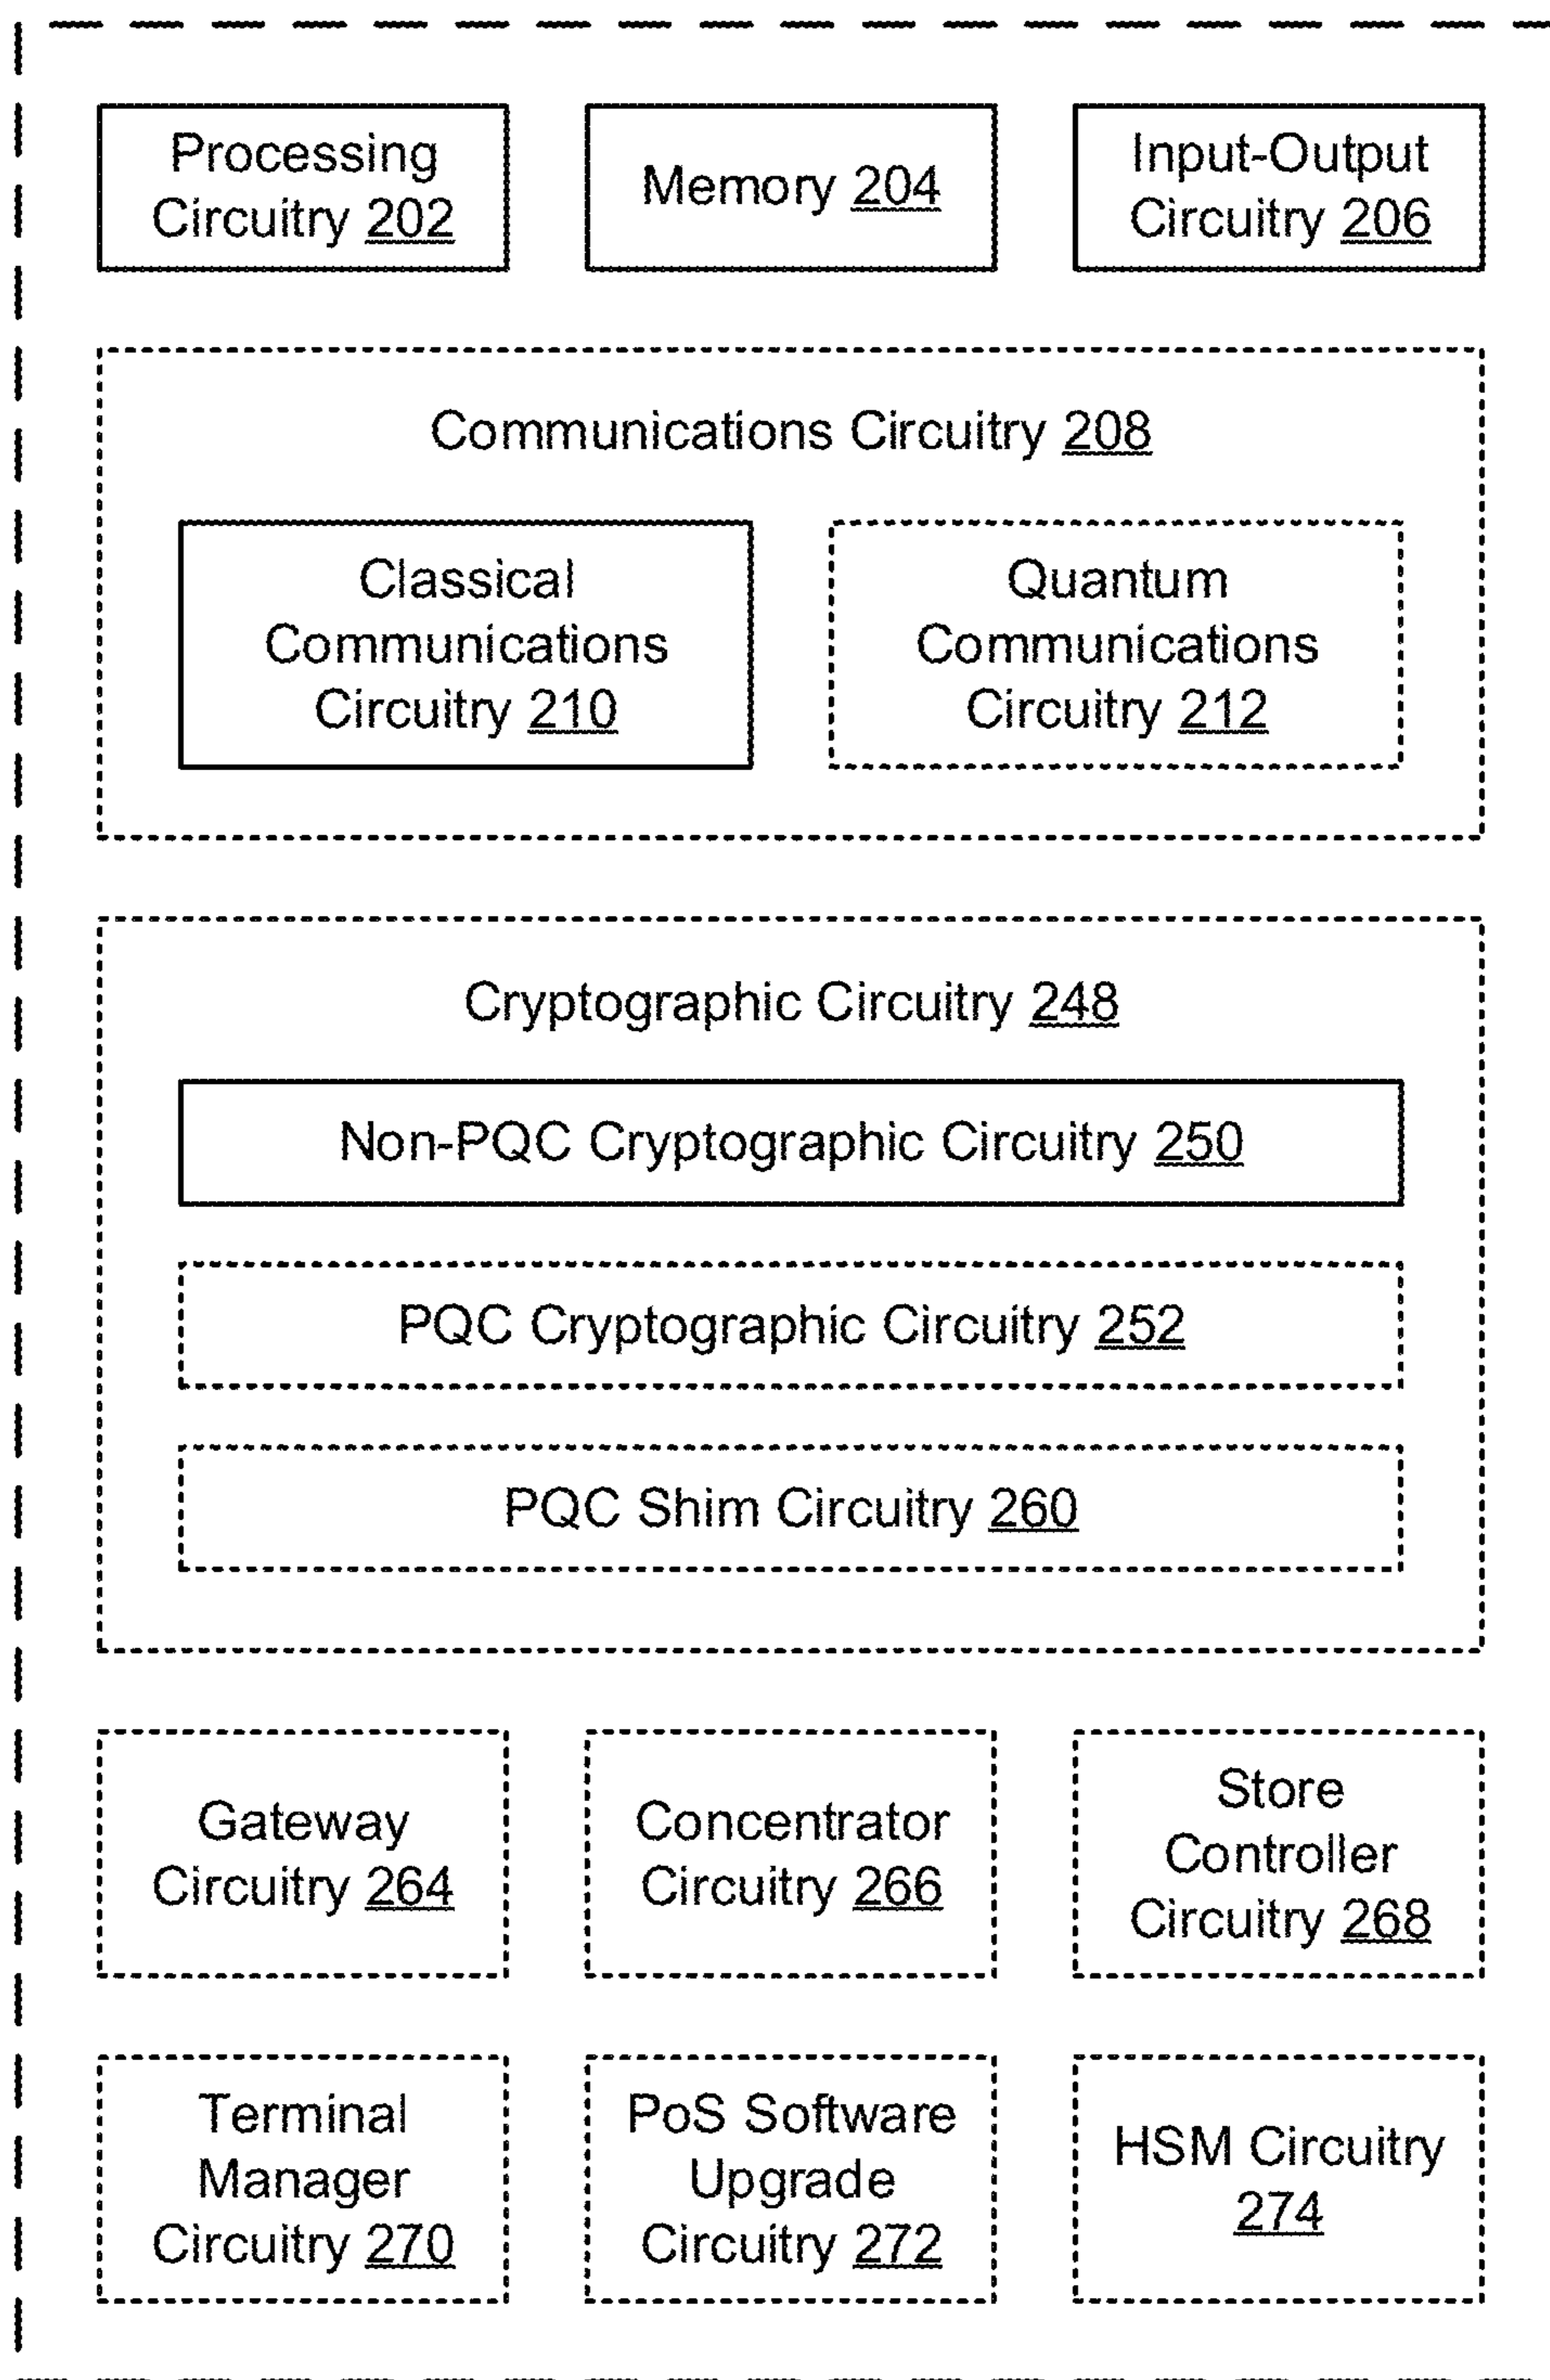 Processing
Circuitry 202
Memory 204
Input-Output
Circuitry 206
Communications Circuitry 208
Classical
Communications
Circuitry 210
Quantum
Communications
Circuitry 212
Cryptographic Circuitry 248
Non-PQC Cryptographic Circuitry 250
PQC Cryptographic Circuitry 252
PQC Shim Circuitry 260
Gateway
Circuitry 264
Concentrator
Circuitry 266
Store
Controller
Circuitry 268
Terminal
Manager
Circuitry 270
PoS Software
Upgrade
Circuitry 272
HSM Circuitry
274